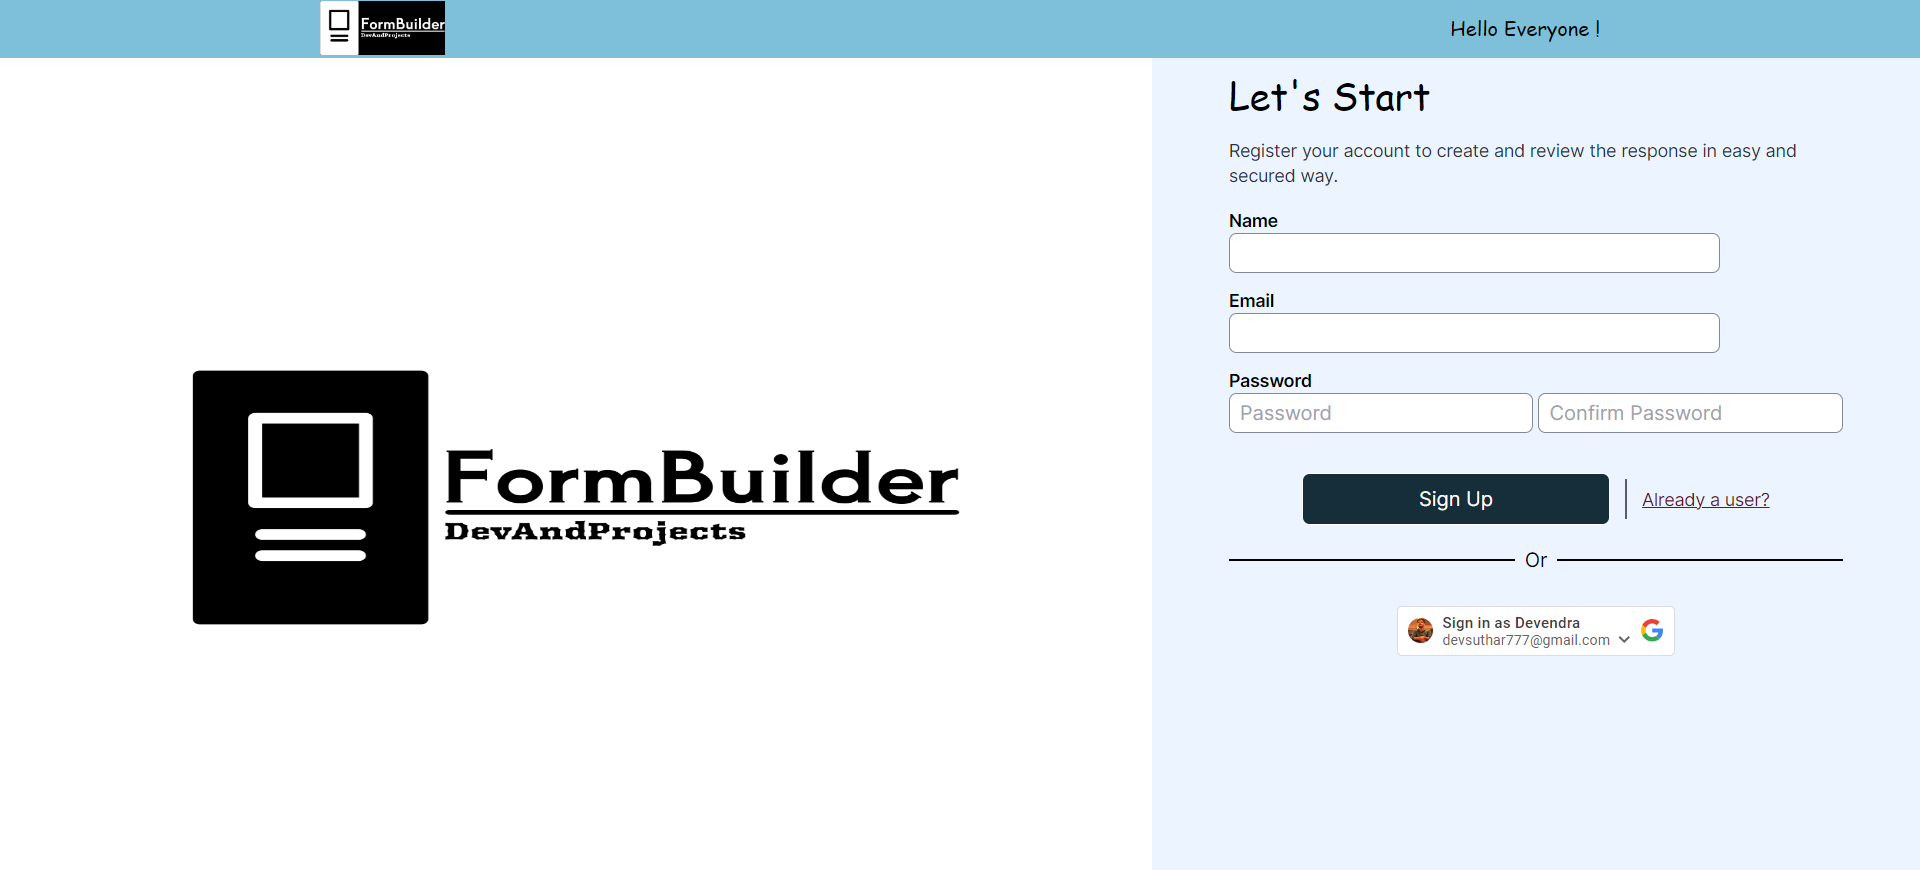 FormBuilder
DevAndProjects
Hello Everyone !
FormBuilder
DevAndProjects
Let's Start
Register your account to create and review the response in easy and
secured way.
Name
Email
Password
Password
Confirm Password
Sign Up
Already a user?
Or
Sign in as Devendra
devsuthar777@gmail.com